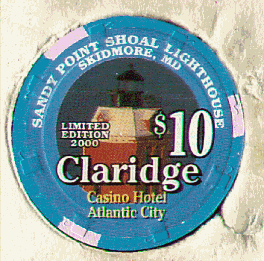 SANDY POINT SHOAL LIGHTHOUSE
SKIDMORE, MD
LIMITED
EDITION
2000
$10
Claridge
Casino Hotel
Atlantic City